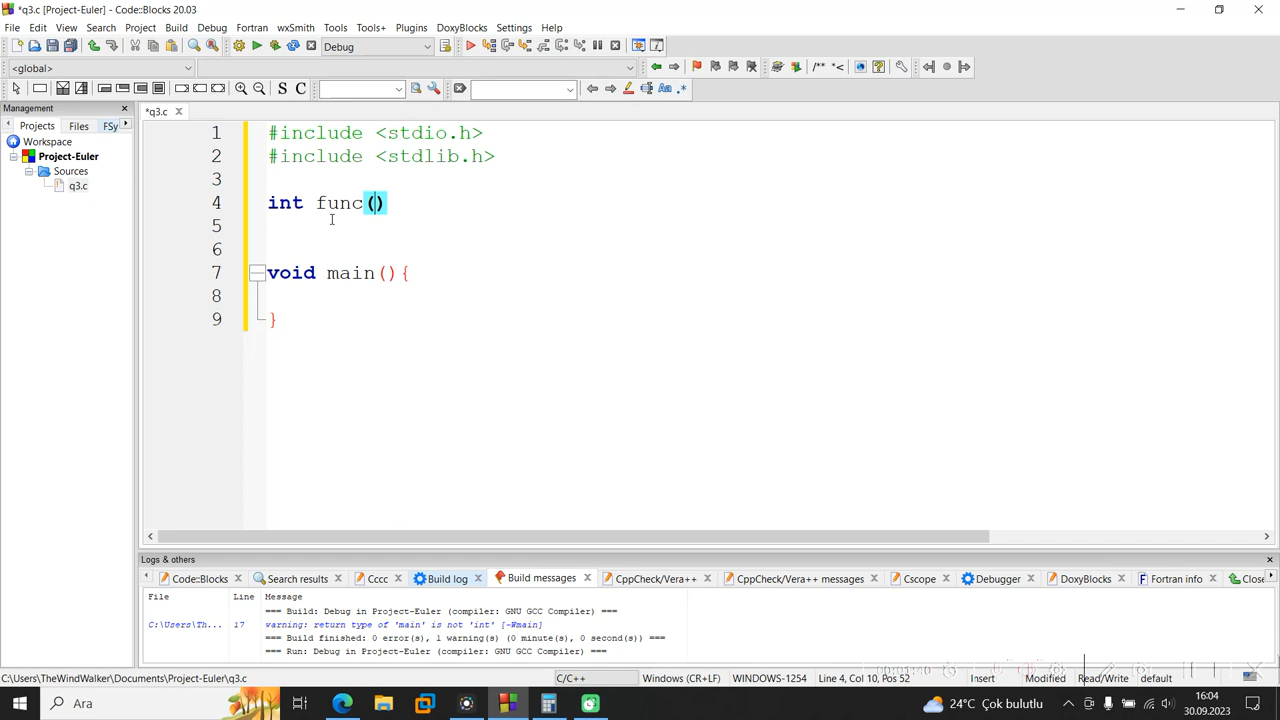 *q3.c [Project-Euler] - Code::Blocks 20.03
File Edit View Search Project Build Debug Fortran wxSmith Tools Tools+ Plugins DoxyBlocks Settings Help
Debug
<global>
/** *<
S C
Aa .*
Management
*q3.c
Projects Files FSy
Workspace
Project-Euler
Sources
q3.c
1 #include <stdio.h>
2 #include <stdlib.h>
3
4 int func()
5
6
7 void main(){
8
9 }
Logs & others
Code::Blocks Search results Cccc Build log Build messages CppCheck/Vera++ CppCheck/Vera++ messages Cscope Debugger DoxyBlocks Fortran info Close
File Line Message
=== Build: Debug in Project-Euler (compiler: GNU GCC Compiler) ===
C:\Users\Th... 17 warning: return type of 'main' is not 'int' [-Wmain]
=== Build finished: 0 error(s), 1 warning(s) (0 minute(s), 0 second(s)) ===
=== Run: Debug in Project-Euler (compiler: GNU GCC Compiler) ===
C:\Users\TheWindWalker\Documents\Project-Euler\q3.c C/C++ Windows (CR+LF) WINDOWS-1254 Line 4, Col 10, Pos 52 Insert Modified Read/Write default
Ara
24°C Çok bulutlu
16:04
30.09.2023